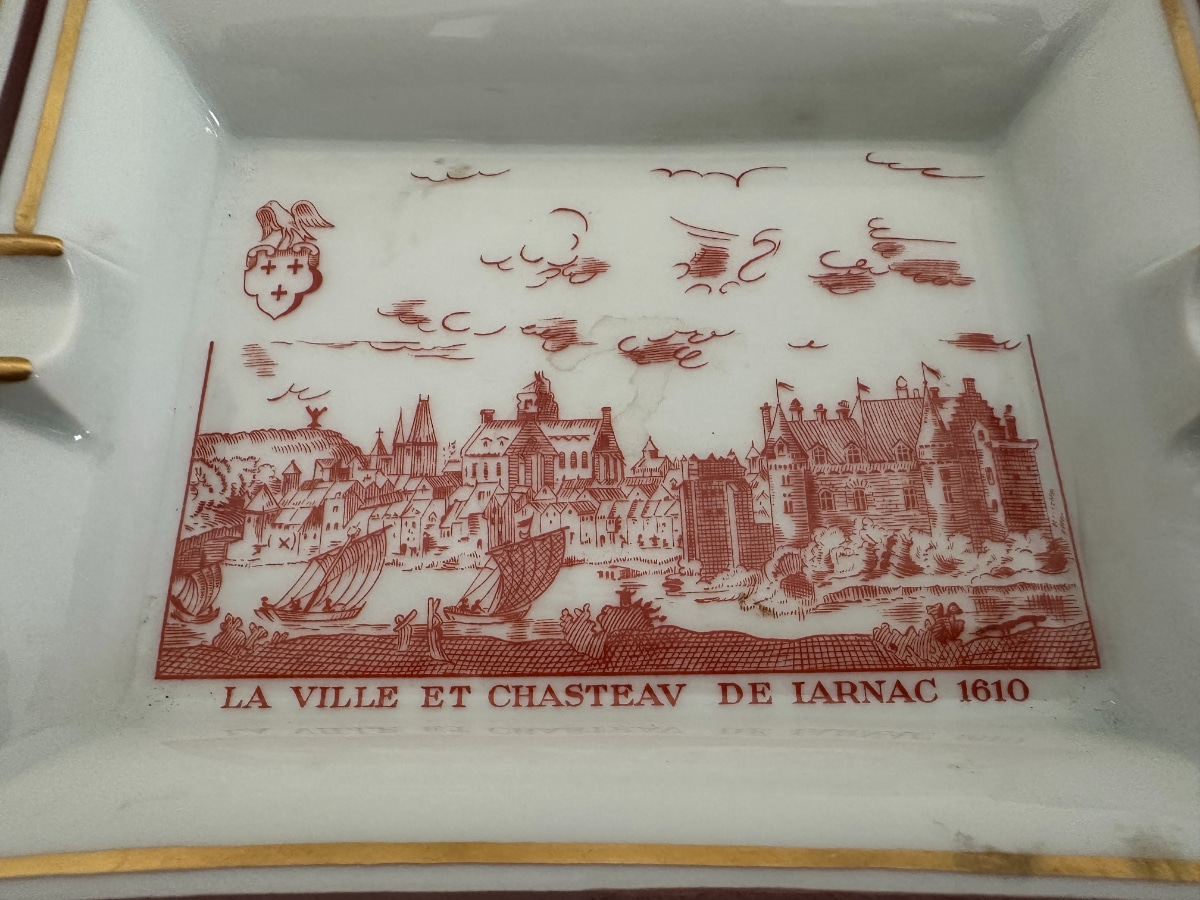 LA VILLE ET CHASTEAV DE IARNAC 1610